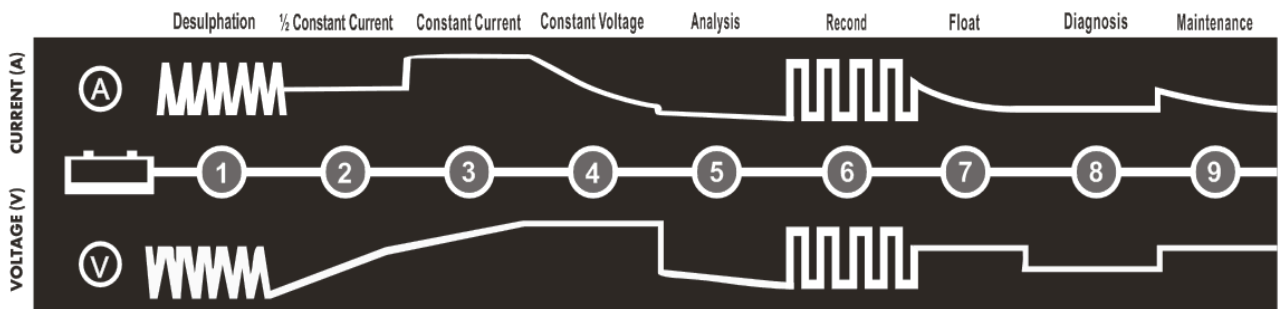 Desulphation ½ Constant Current Constant Current Constant Voltage Analysis Recond Float Diagnosis Maintenance
CURRENT (A)
A
1 2 3 4 5 6 7 8 9
VOLTAGE (V)
V